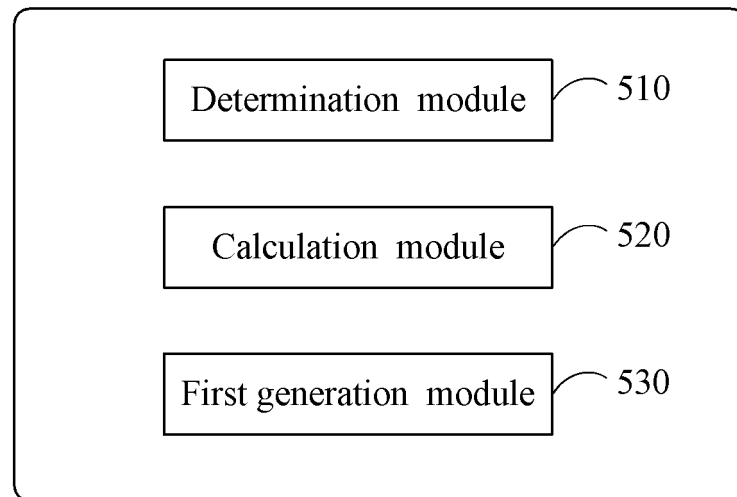 Determination module
510
Calculation module
520
First generation module
530